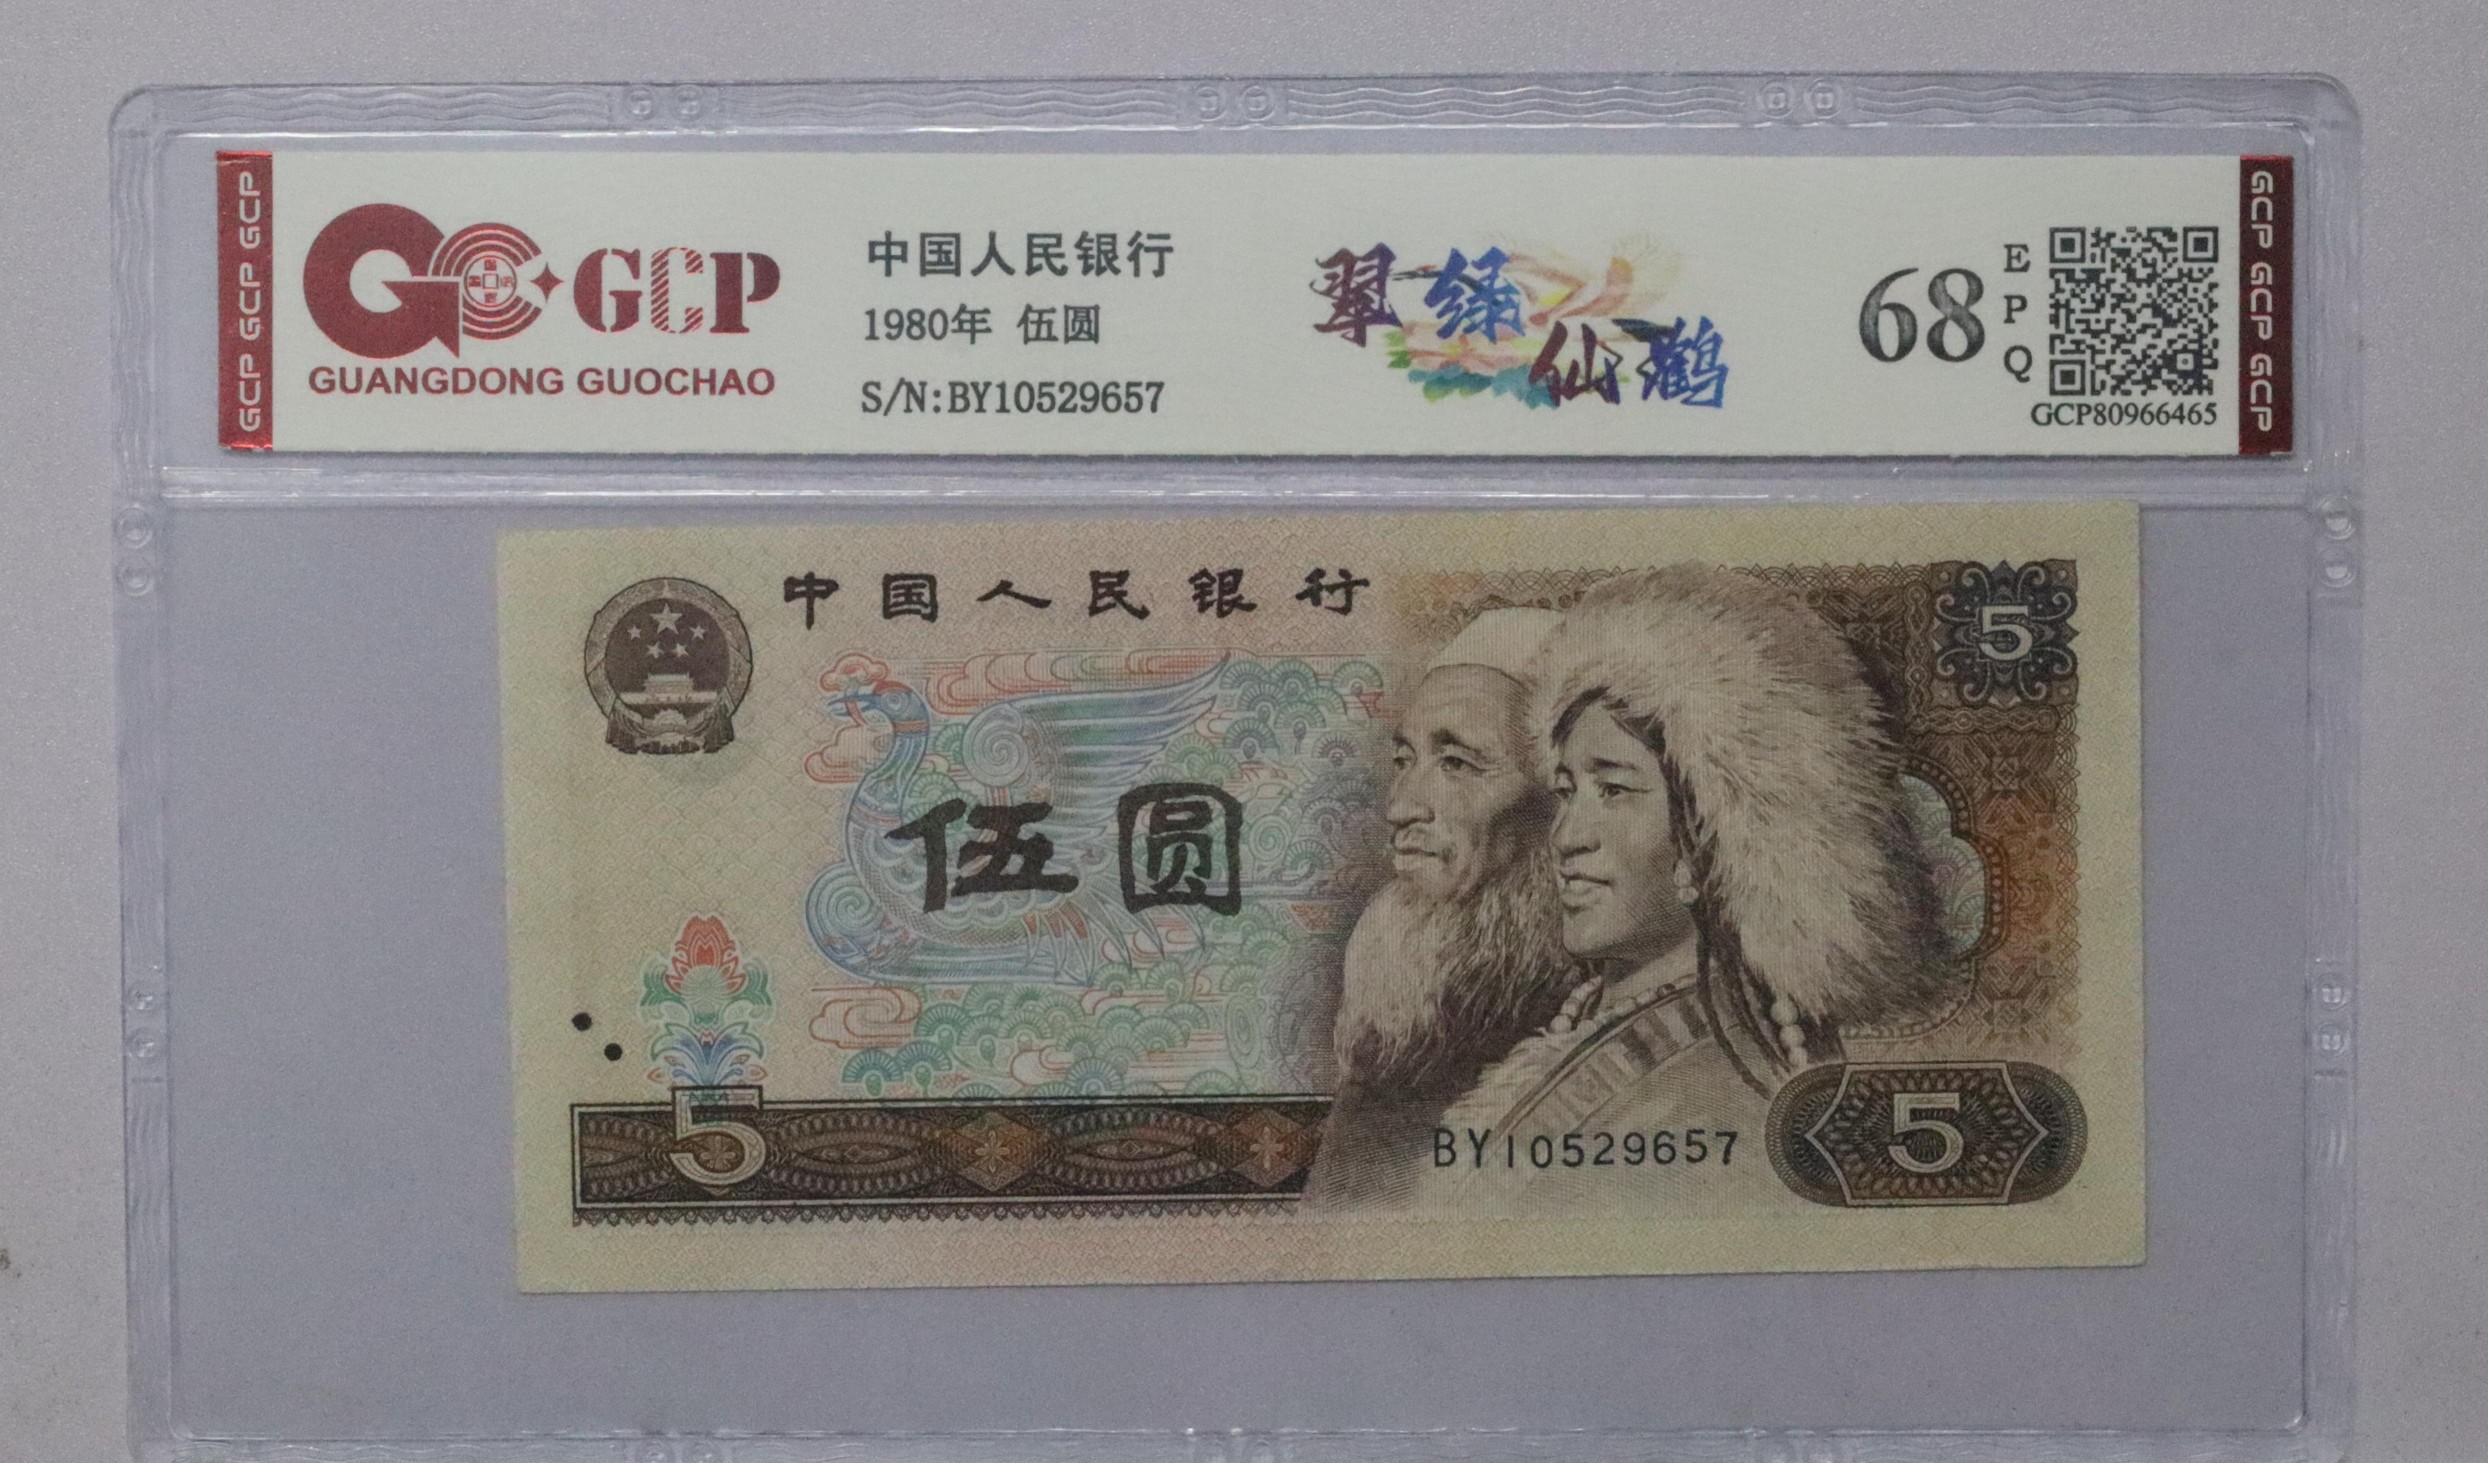 GCP GCP GCP
GCP
GUANGDONG GUOCHAO
中国人民银行
1980年 伍圆
S/N:BY10529657
翠绿
仙鹤
68
E
P
Q
GCP80966465
GCP GCP GCP
中国人民银行
5
伍圆
5
BY10529657
5